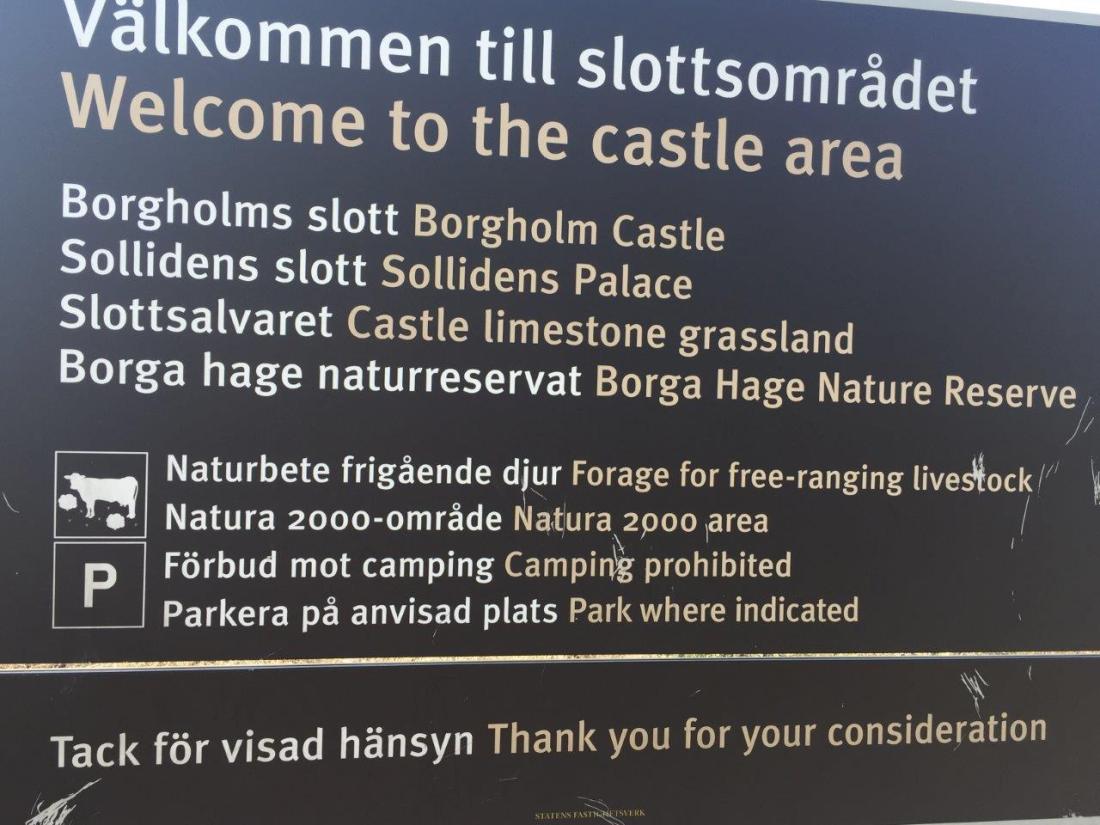 Välkommen till slottsområdet
Welcome to the castle area
Borgholms slott Borgholm Castle
Sollidens slott Sollidens Palace
Slottsalvaret Castle limestone grassland
Borga hage naturreservat Borga Hage Nature Reserve
Naturbete frigående djur Forage for free-ranging livestock
Natura 2000-område Natura 2000 area
P
Förbud mot camping Camping prohibited
Parkera på anvisad plats Park where indicated
Tack för visad hänsyn Thank you for your consideration
STATENS FASTIGHETSVERK